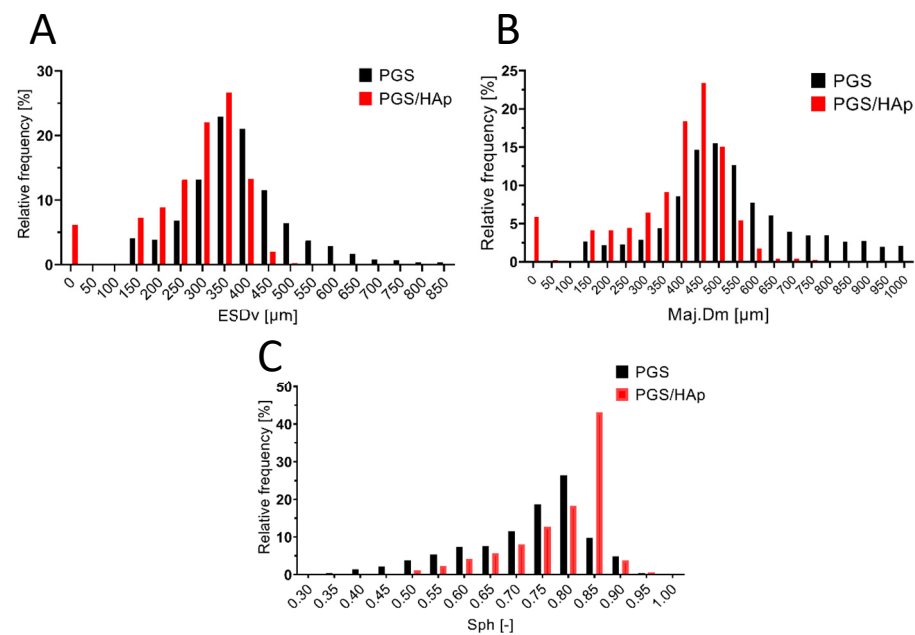 A
Relative frequency [%]
30
20
10
0
PGS
PGS/HAp
0 50 100 150 200 250 300 350 400 450 500 550 600 650 700 750 800 850
ESDv [µm]
B
Relative frequency [%]
25
20
15
10
5
0
PGS
PGS/HAp
0 50 100 150 200 250 300 350 400 450 500 550 600 650 700 750 800 850 900 950 1000
Maj.Dm [µm]
C
Relative frequency [%]
50
40
30
20
10
0
PGS
PGS/HAp
0.30 0.35 0.40 0.45 0.50 0.55 0.60 0.65 0.70 0.75 0.80 0.85 0.90 0.95 1.00
Sph [-]